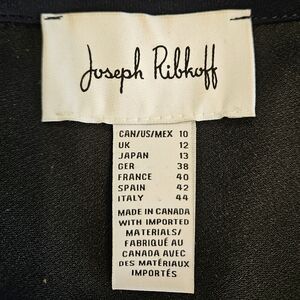 Joseph Ribkoff
CAN/US/MEX 10
UK 12
JAPAN 13
GER 38
FRANCE 40
SPAIN 42
ITALY 44
MADE IN CANADA
WITH IMPORTED
MATERIALS/
FABRIQUÉ AU
CANADA AVEC
DES MATÉRIAUX
IMPORTÉS